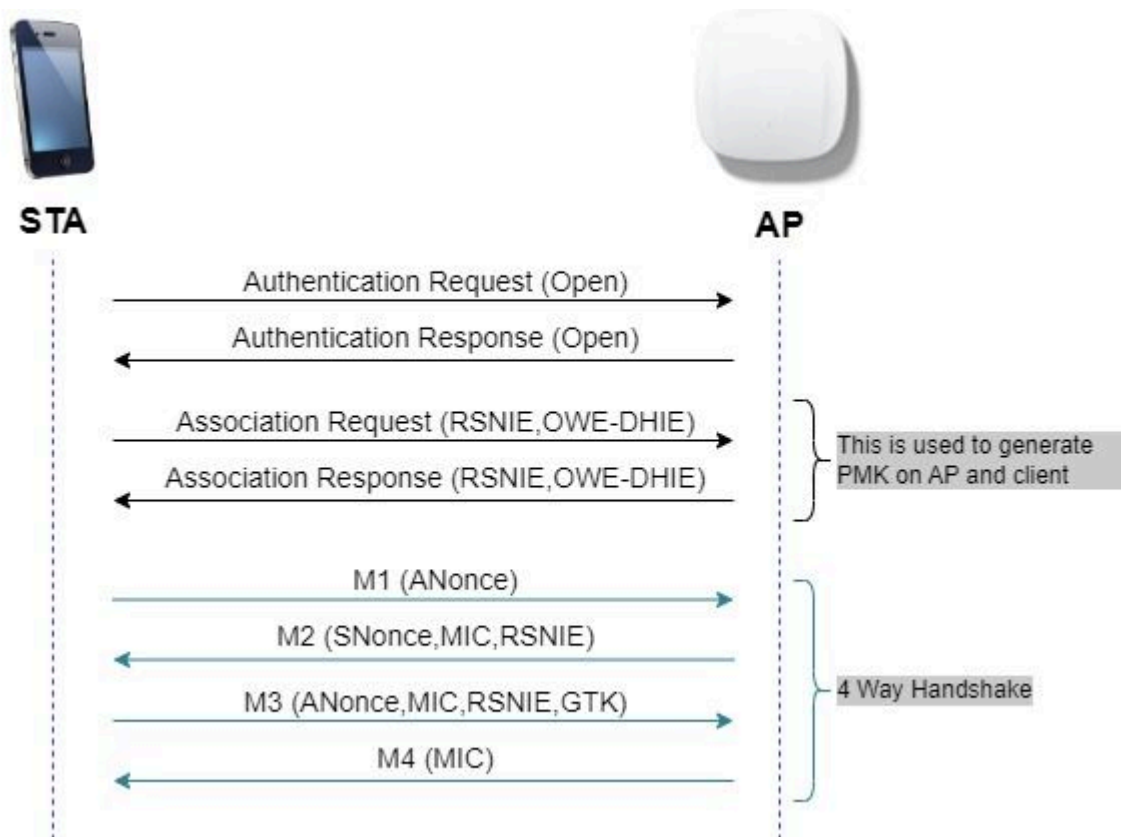 STA
AP
Authentication Request (Open)
Authentication Response (Open)
Association Request (RSNIE,OWE-DHIE)
Association Response (RSNIE,OWE-DHIE)
This is used to generate
PMK on AP and client
M1 (ANonce)
M2 (SNonce,MIC,RSNIE)
M3 (ANonce,MIC,RSNIE,GTK)
M4 (MIC)
4 Way Handshake